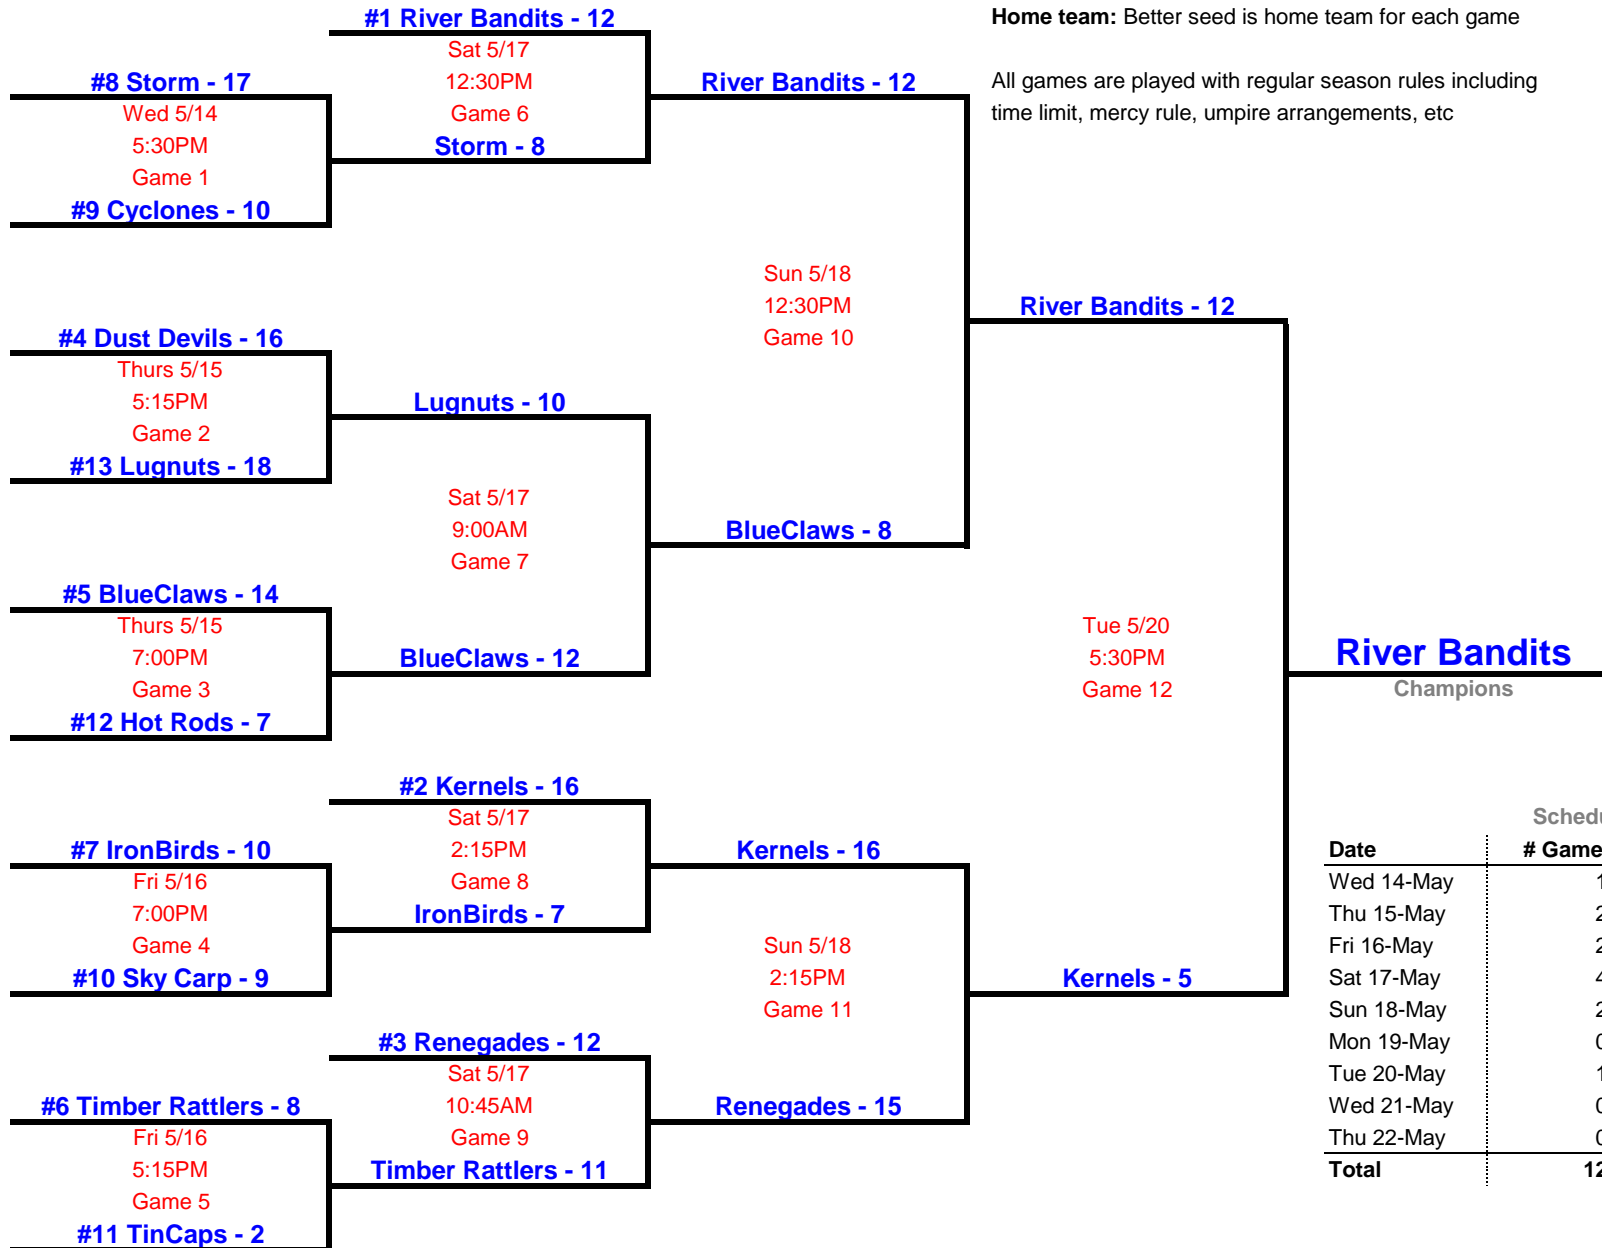 #1 River Bandits - 12
Sat 5/17
12:30PM
Game 6
Storm - 8
#8 Storm - 17
Wed 5/14
5:30PM
Game 1
#9 Cyclones - 10
River Bandits - 12
Home team: Better seed is home team for each game
All games are played with regular season rules including
time limit, mercy rule, umpire arrangements, etc
Sun 5/18
12:30PM
Game 10
River Bandits - 12
#4 Dust Devils - 16
Thurs 5/15
5:15PM
Game 2
#13 Lugnuts - 18
Lugnuts - 10
Sat 5/17
9:00AM
Game 7
BlueClaws - 8
#5 BlueClaws - 14
Thurs 5/15
7:00PM
Game 3
#12 Hot Rods - 7
BlueClaws - 12
Tue 5/20
5:30PM
Game 12
River Bandits
Champions
#2 Kernels - 16
Sat 5/17
2:15PM
Game 8
IronBirds - 7
#7 IronBirds - 10
Fri 5/16
7:00PM
Game 4
#10 Sky Carp - 9
Kernels - 16
Sun 5/18
2:15PM
Game 11
Kernels - 5
#3 Renegades - 12
Sat 5/17
10:45AM
Game 9
Timber Rattlers - 11
#6 Timber Rattlers - 8
Fri 5/16
5:15PM
Game 5
#11 TinCaps - 2
Renegades - 15
Date # Game
Wed 14-May 1
Thu 15-May 2
Fri 16-May 2
Sat 17-May 4
Sun 18-May 2
Mon 19-May 0
Tue 20-May 1
Wed 21-May 0
Thu 22-May 0
Total 12